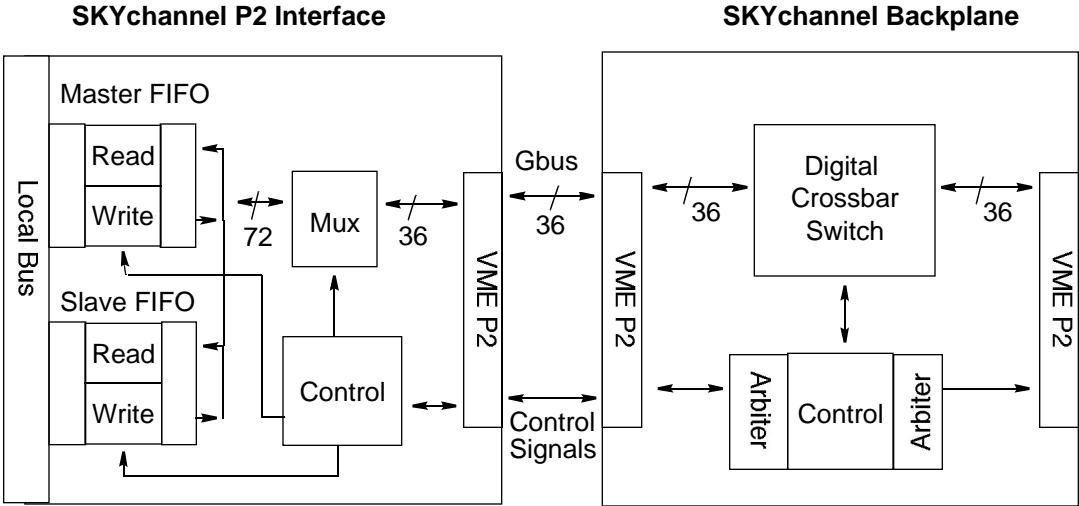 SKYchannel P2 Interface
SKYchannel Backplane
Local Bus
Master FIFO
Read
Write
Slave FIFO
Read
Write
72
Mux
36
Control
VME P2
Gbus
36
Control
Signals
VME P2
36
Digital
Crossbar
Switch
36
Arbiter
Control
Arbiter
VME P2